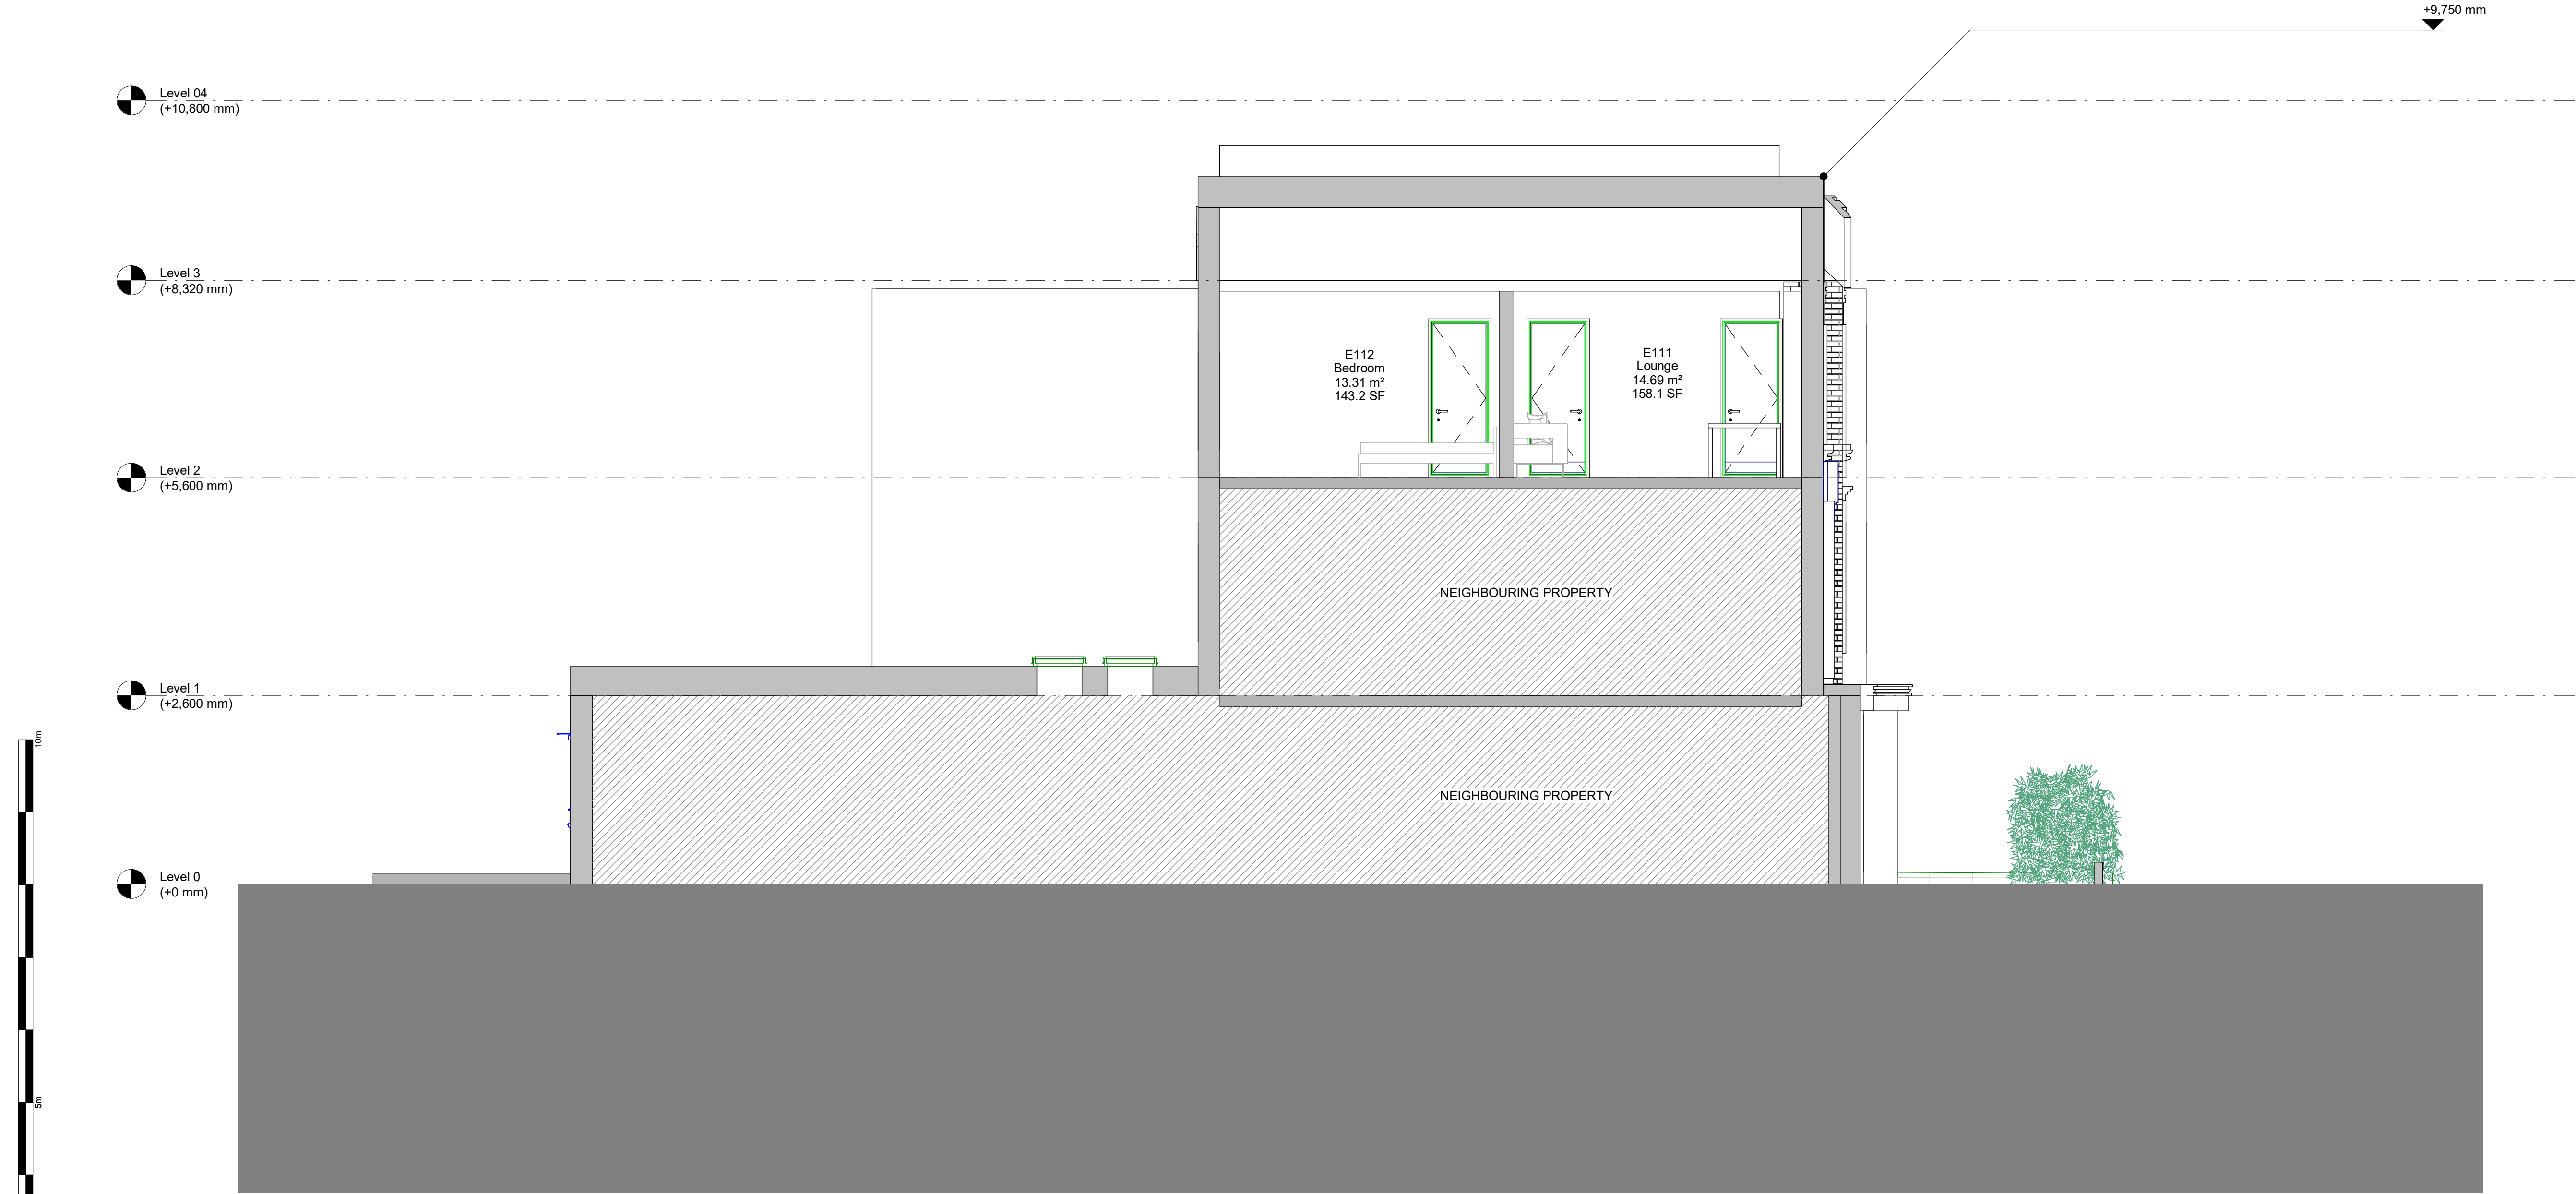 +9,750 mm
Level 04
(+10,800 mm)
Level 3
(+8,320 mm)
E112
Bedroom
13.31 m²
143.2 SF
E111
Lounge
14.69 m²
158.1 SF
Level 2
(+5,600 mm)
NEIGHBOURING PROPERTY
Level 1
(+2,600 mm)
10m
NEIGHBOURING PROPERTY
Level 0
(+0 mm)
5m